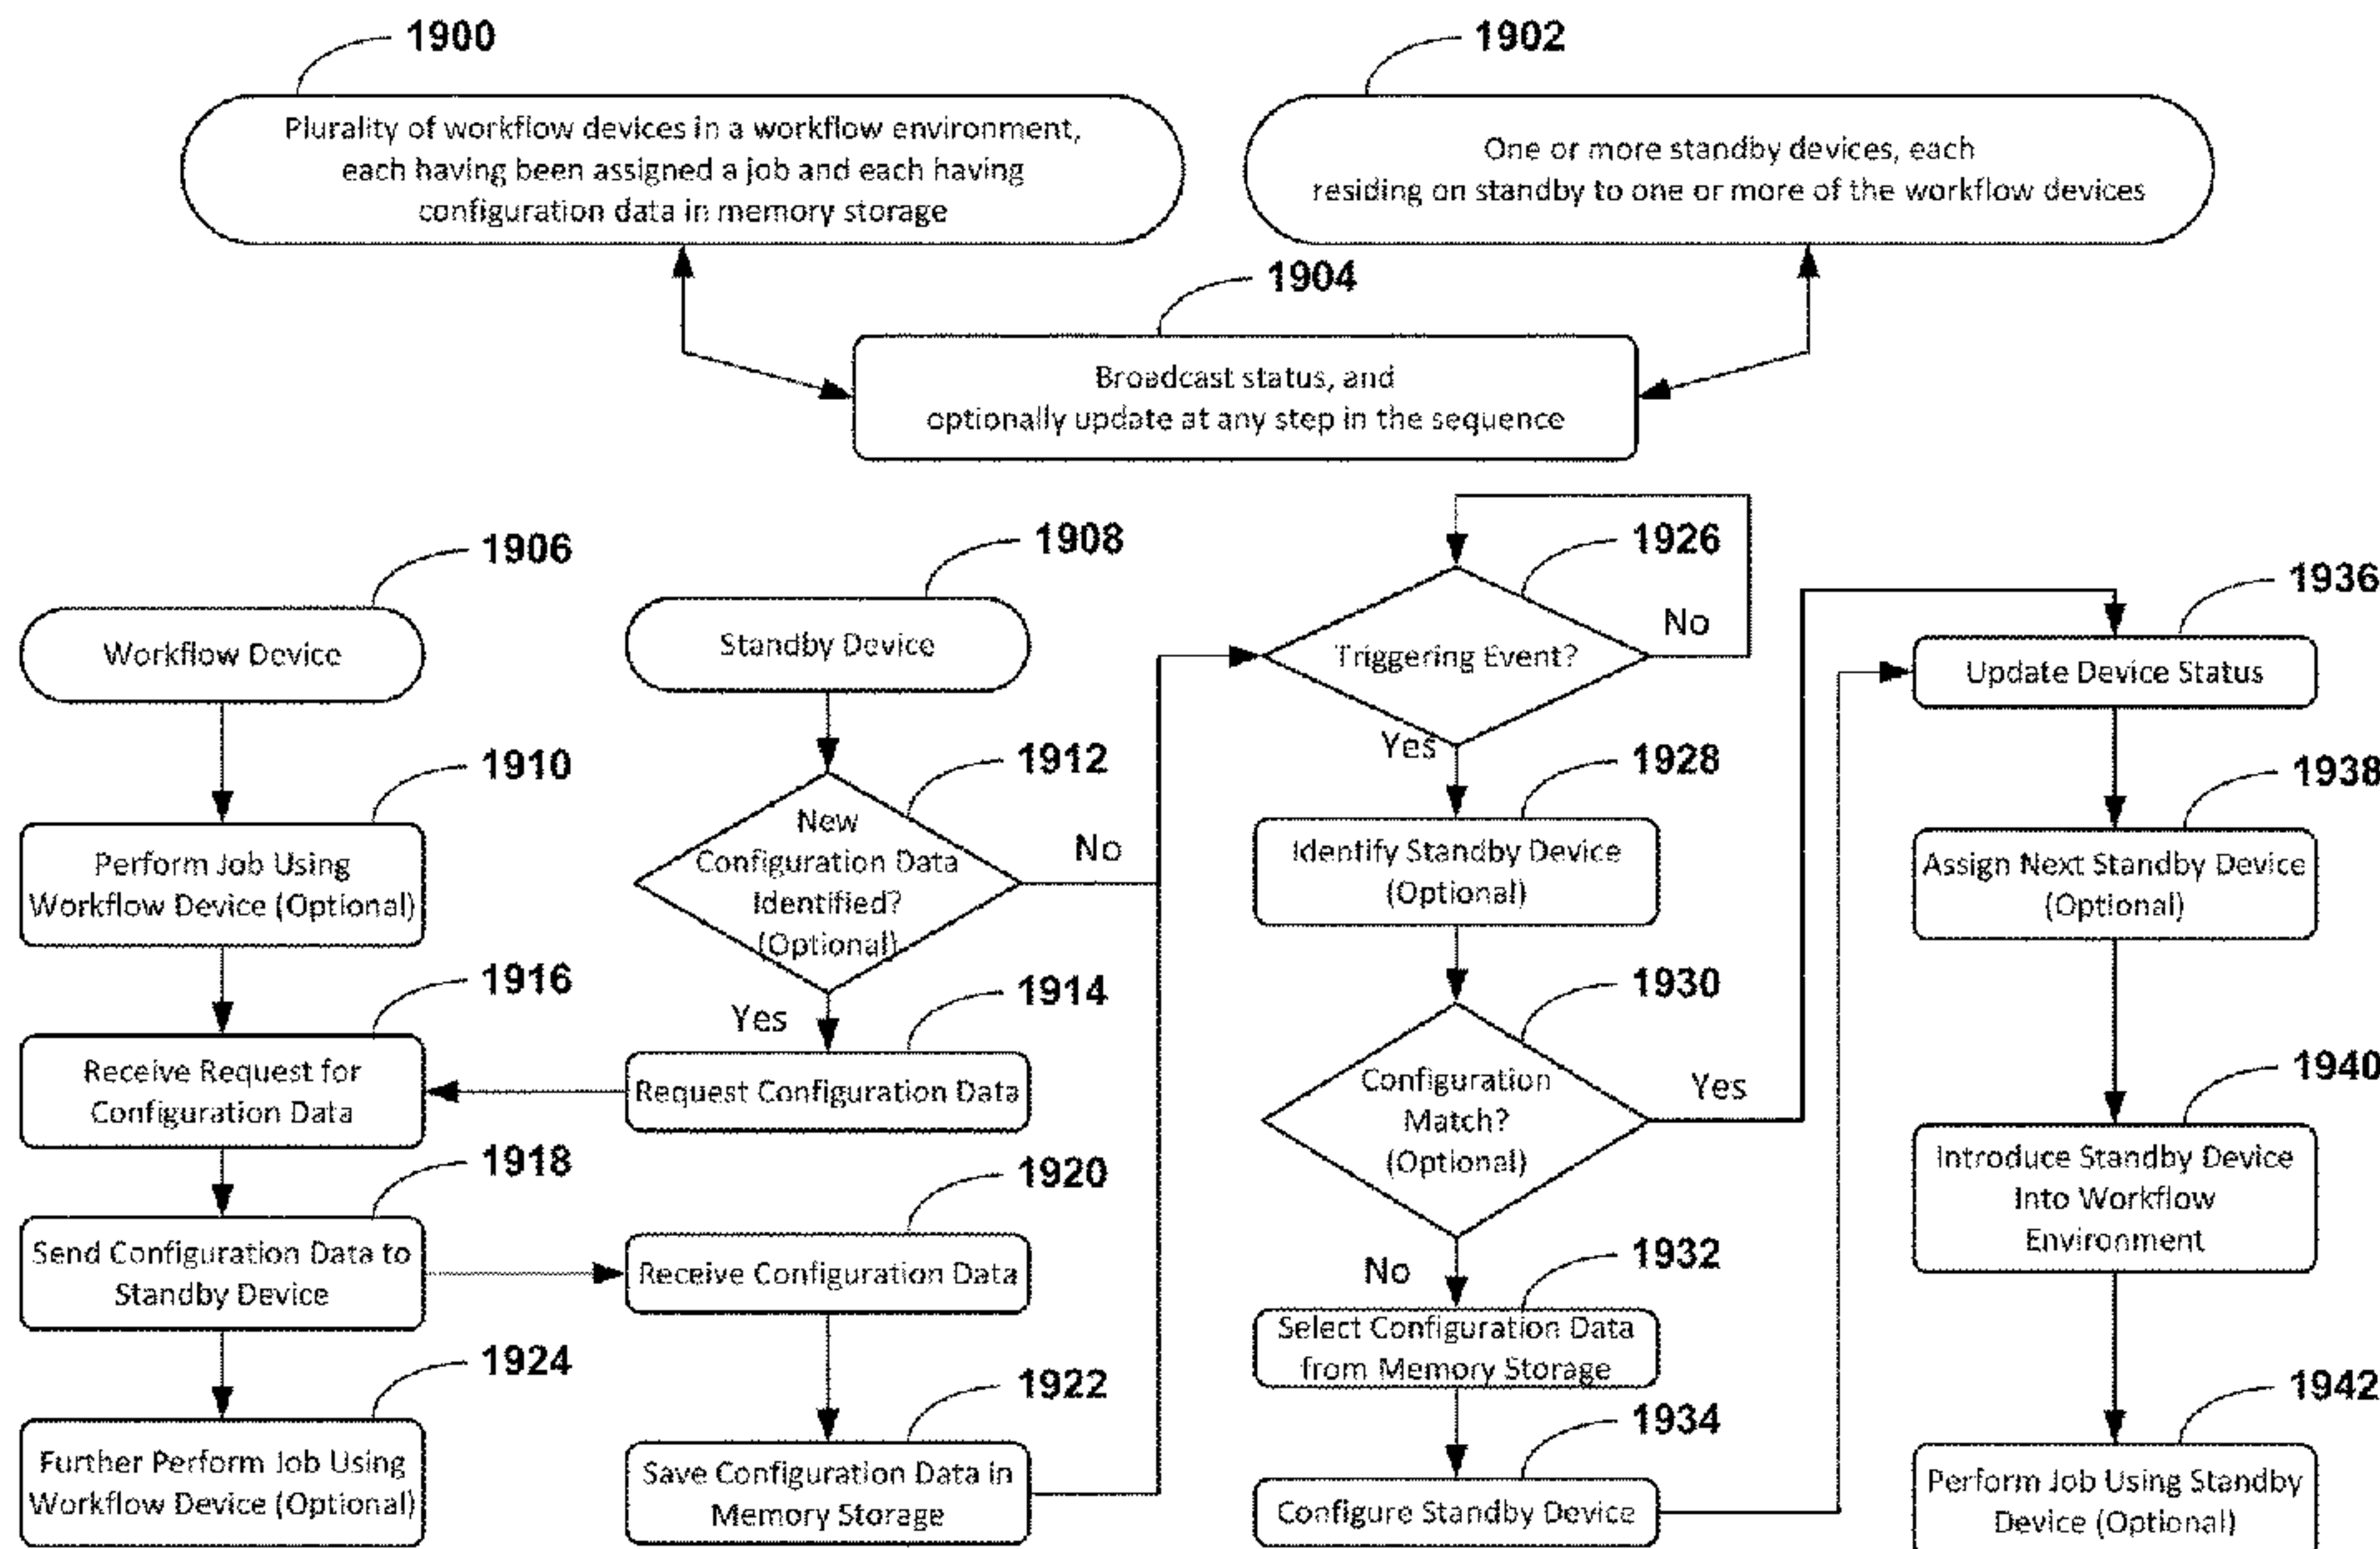 1900
Plurality of workflow devices in a workflow environment,
each having been assigned a job and each having
configuration data in memory storage
1902
One or more standby devices, each
residing on standby to one or more of the workflow devices
1904
Broadcast status, and
optionally update at any step in the sequence
1906
Workflow Device
1910
Perform Job Using
Workflow Device (Optional)
1916
Receive Request for
Configuration Data
1918
Send Configuration Data to
Standby Device
1924
Further Perform Job Using
Workflow Device (Optional)
1908
Standby Device
1912
New
Configuration Data
Identified?
(Optional)
No
Yes
1914
Request Configuration Data
1920
Receive Configuration Data
1922
Save Configuration Data in
Memory Storage
1926
Triggering Event?
No
Yes
1928
Identify Standby Device
(Optional)
1930
Configuration
Match?
(Optional)
Yes
No
1932
Select Configuration Data
from Memory Storage
1934
Configure Standby Device
1936
Update Device Status
1938
Assign Next Standby Device
(Optional)
1940
Introduce Standby Device
Into Workflow
Environment
1942
Perform Job Using Standby
Device (Optional)